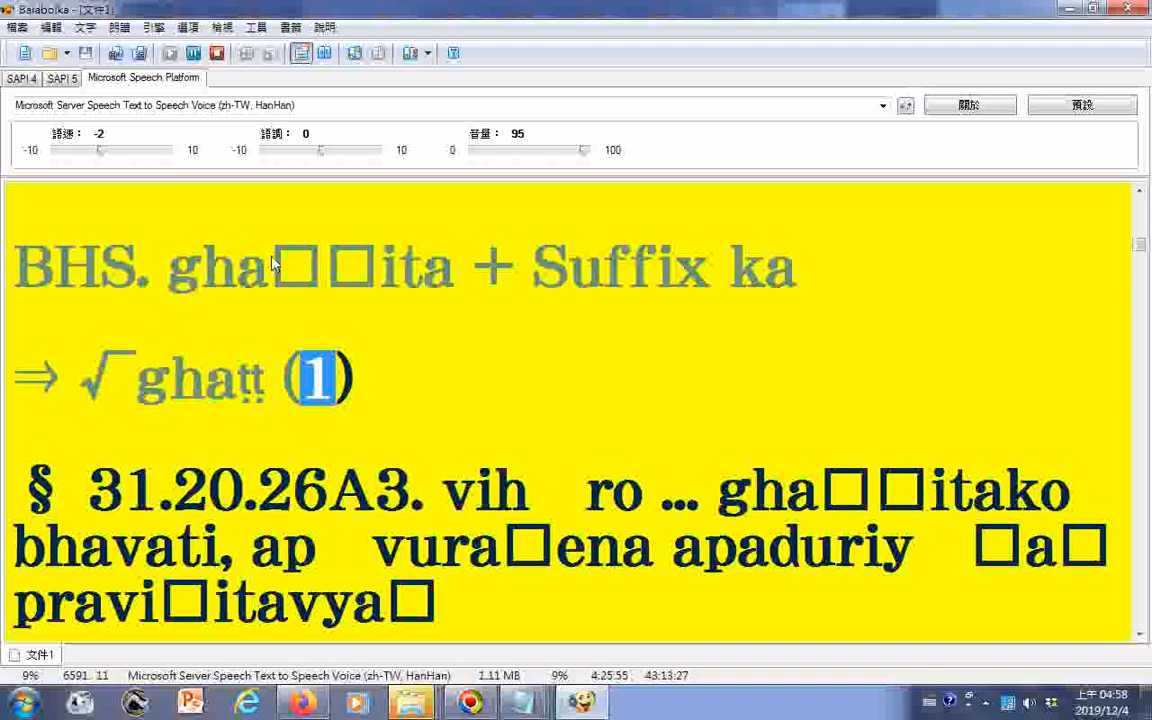 Balabolka - [文件1]
檔案 編輯 文字 朗讀 引擎 選項 檢視 工具 書籤 說明
SAPI 4 SAPI 5 Microsoft Speech Platform
Microsoft Server Speech Text to Speech Voice (zh-TW, HanHan) 關於 預設
語速： -2 語調： 0 音量： 95
-10 10 -10 10 0 100
BHS. gha□□ita + Suffix ka
⇒ √ghaṭṭ (1)
§ 31.20.26A3. vih ro ... gha□□itako
bhavati, ap vura□ena apaduriy □a□
pravi□itavya□
文件1
9% 6591 11 Microsoft Server Speech Text to Speech Voice (zh-TW, HanHan) 1.11 MB 9% 4:25:55 43:13:27
上午 04:58
2019/12/4